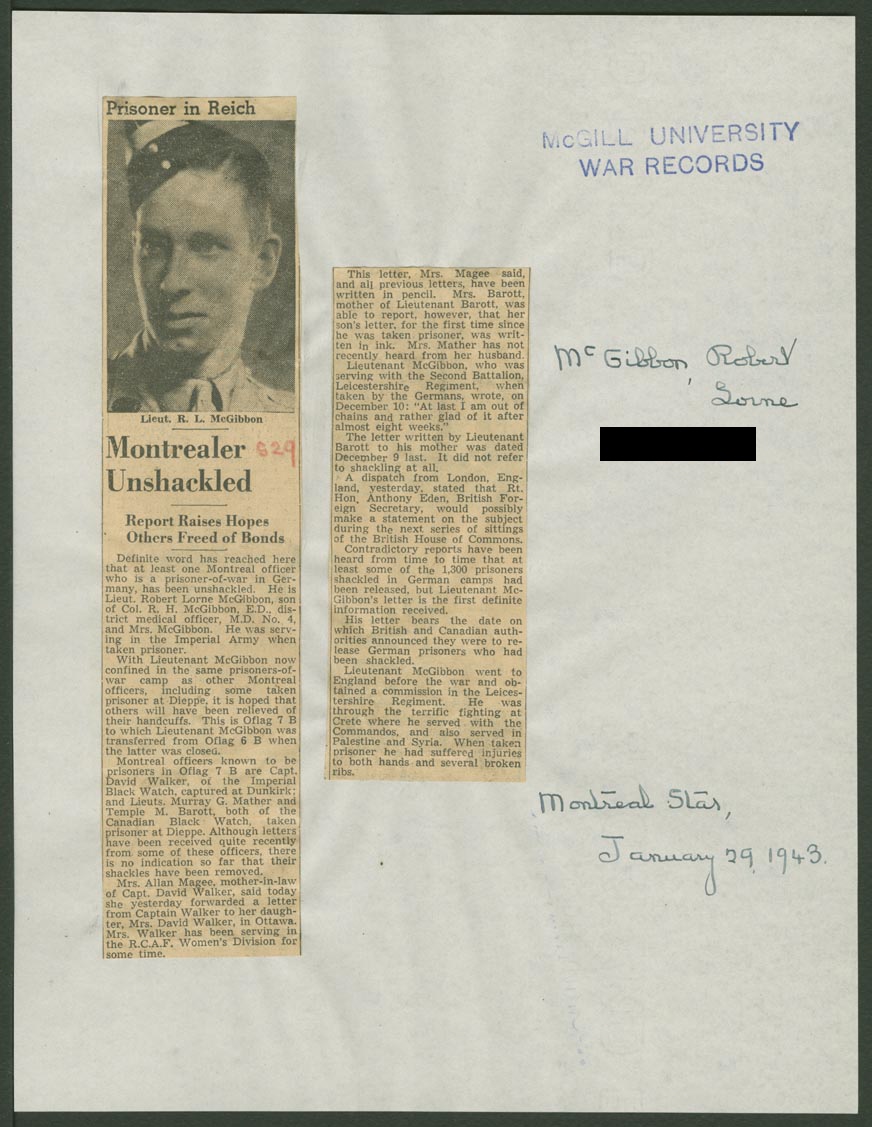 Prisoner in Reich
Lieut. R. L. McGibbon
Montrealer
S29
Unshackled
Report Raises Hopes
Others Freed of Bonds
Definite word has reached here
that at least one Montreal officer
who is a prisoner-of-war in Ger-
many, has been unshackled. He is
Lieut. Robert Lorne McGibbon, son
of Col. R. H. McGibbon, E.D., dis-
trict medical officer, M.D. No. 4,
and Mrs. McGibbon. He was serv-
ing in the Imperial Army when
taken prisoner.
With Lieutenant McGibbon now
confined in the same prisoners-of-
war camp as other Montreal
officers, including some taken
prisoner at Dieppe, it is hoped that
others will have been relieved of
their handcuffs. This is Oflag 7 B
to which Lieutenant McGibbon was
transferred from Oflag 6 B when
the latter was closed.
Montreal officers known to be
prisoners in Oflag 7 B are Capt.
David Walker, of the Imperial
Black Watch, captured at Dunkirk;
and Lieuts. Murray G. Mather and
Temple M. Barott, both of the
Canadian Black Watch, taken
prisoner at Dieppe. Although letters
have been received quite recently
from some of these officers, there
is no indication so far that their
shackles have been removed.
Mrs. Allan Magee, mother-in-law
of Capt. David Walker, said today
she yesterday forwarded a letter
from Captain Walker to her daugh-
ter, Mrs. David Walker, in Ottawa.
Mrs. Walker has been serving in
the R.C.A.F. Women's Division for
some time.
This letter, Mrs. Magee said,
and all previous letters, have been
written in pencil. Mrs. Barott,
mother of Lieutenant Barott, was
able to report, however, that her
son's letter, for the first time since
he was taken prisoner, was writ-
ten in ink. Mrs. Mather has not
recently heard from her husband.
Lieutenant McGibbon, who was
serving with the Second Battalion,
Leicestershire Regiment, when
taken by the Germans, wrote, on
December 10: "At last I am out of
chains and rather glad of it after
almost eight weeks."
The letter written by Lieutenant
Barott to his mother was dated
December 9 last. It did not refer
to shackling at all.
A dispatch from London, Eng-
land, yesterday, stated that Rt.
Hon. Anthony Eden, British For-
eign Secretary, would possibly
make a statement on the subject
during the next series of sittings
of the British House of Commons.
Contradictory reports have been
heard from time to time that at
least some of the 1,300 prisoners
shackled in German camps had
been released, but Lieutenant Mc-
Gibbon's letter is the first definite
information received.
His letter bears the date on
which British and Canadian auth-
orities announced they were to re-
lease German prisoners who had
been shackled.
Lieutenant McGibbon went to
England before the war and ob-
tained a commission in the Leices-
tershire Regiment. He was
through the terrific fighting at
Crete where he served with the
Commandos, and also served in
Palestine and Syria. When taken
prisoner he had suffered injuries
to both hands and several broken
ribs.
McGILL UNIVERSITY
WAR RECORDS
McGibbon, Robert
Lorne
Montreal Star,
January 29, 1943.